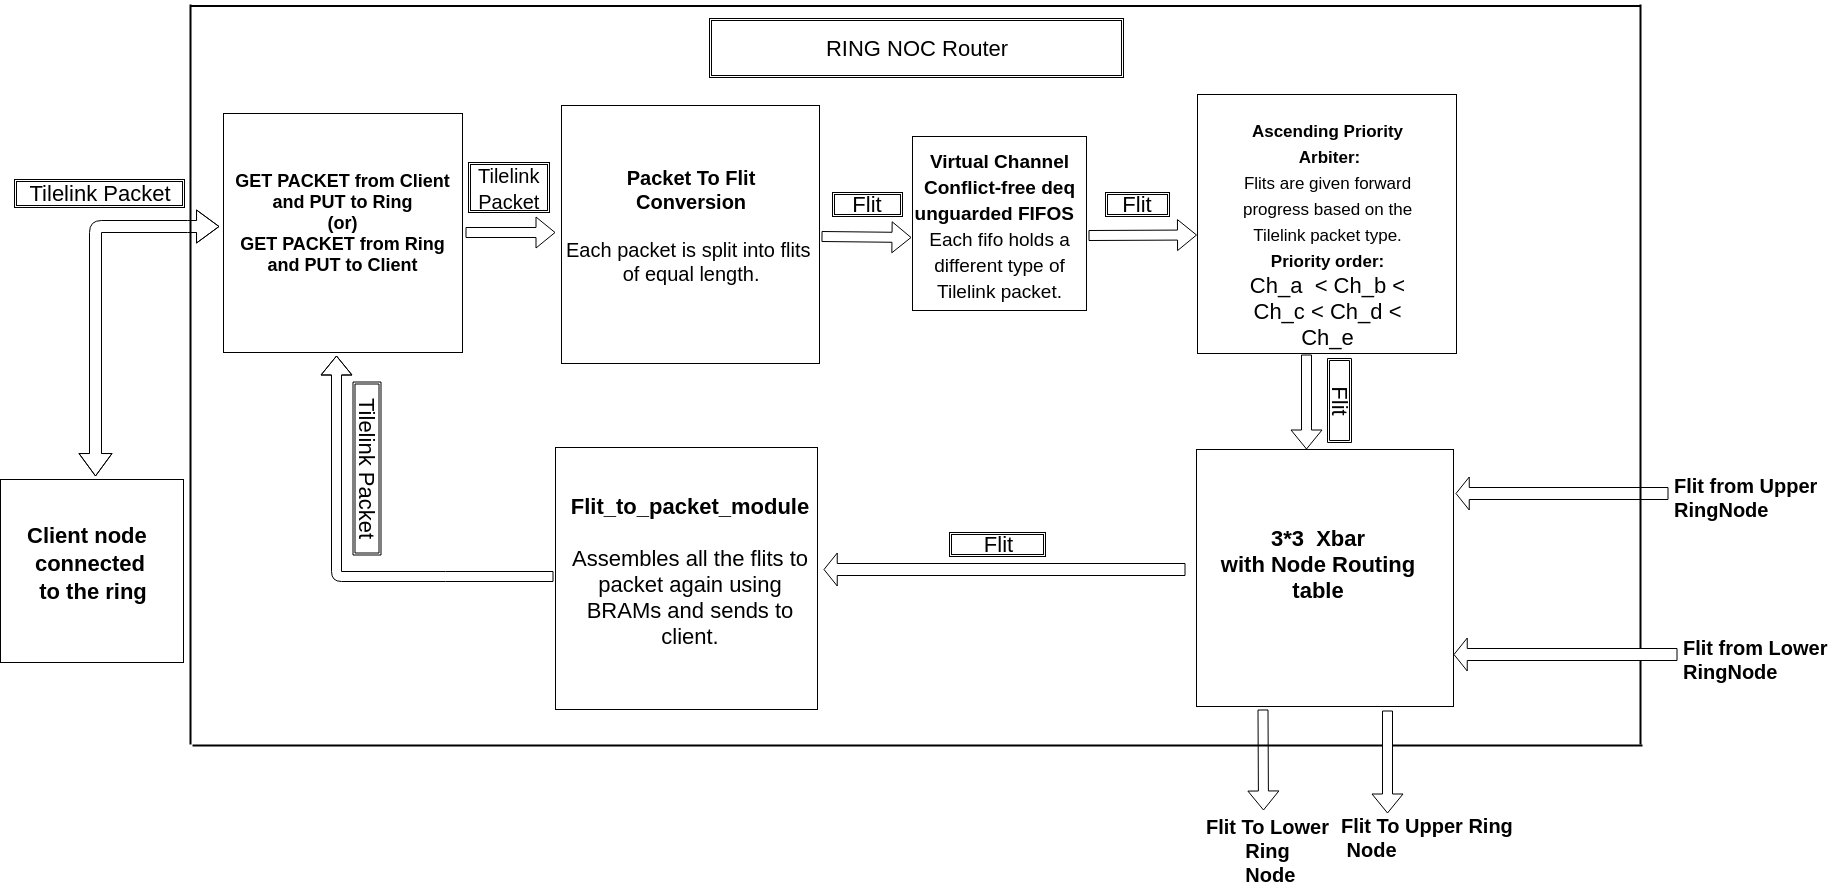 RING NOC Router
Tilelink Packet
GET PACKET from Client
and PUT to Ring
(or)
GET PACKET from Ring
and PUT to Client
Tilelink
Packet
Packet To Flit
Conversion
Each packet is split into flits
of equal length.
Flit
Virtual Channel
Conflict-free deq
unguarded FIFOS
Each fifo holds a
different type of
Tilelink packet.
Flit
Ascending Priority
Arbiter:
Flits are given forward
progress based on the
Tilelink packet type.
Priority order:
Ch_a < Ch_b <
Ch_c < Ch_d <
Ch_e
Flit
Tilelink Packet
Client node
connected
to the ring
Flit_to_packet_module
Assembles all the flits to
packet again using
BRAMs and sends to
client.
Flit
3*3 Xbar
with Node Routing
table
Flit from Upper
RingNode
Flit from Lower
RingNode
Flit To Lower
Ring
Node
Flit To Upper Ring
Node